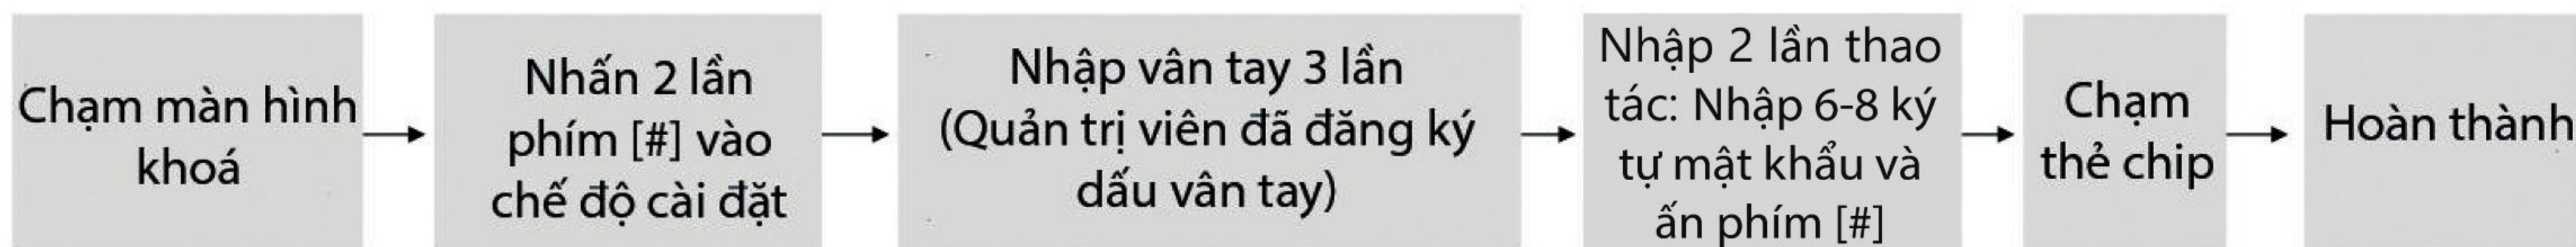 Chạm màn hình
khoá
Nhấn 2 lần
phím [#] vào
chế độ cài đặt
Nhập vân tay 3 lần
(Quản trị viên đã đăng ký
dấu vân tay)
Nhập 2 lần thao
tác: Nhập 6-8 ký
tự mật khẩu và
ấn phím [#]
Chạm
thẻ chip
Hoàn thành